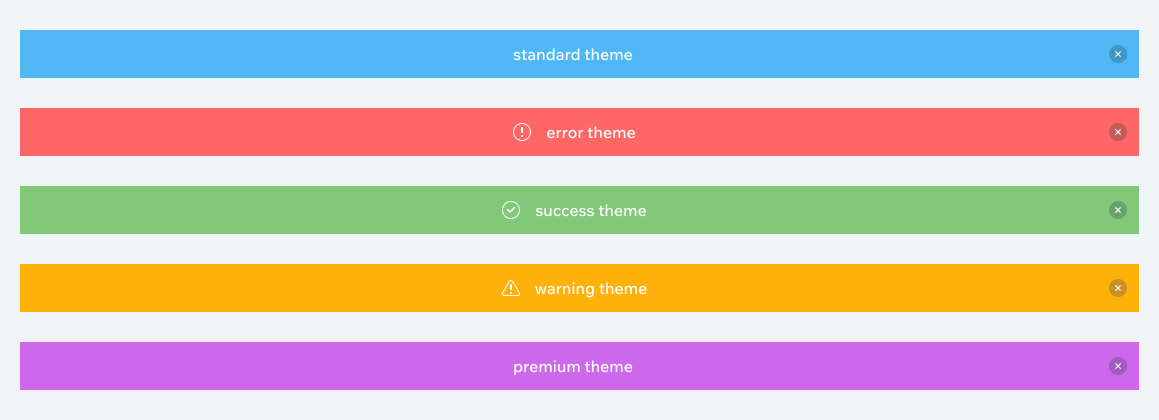 standard theme
error theme
success theme
warning theme
premium theme